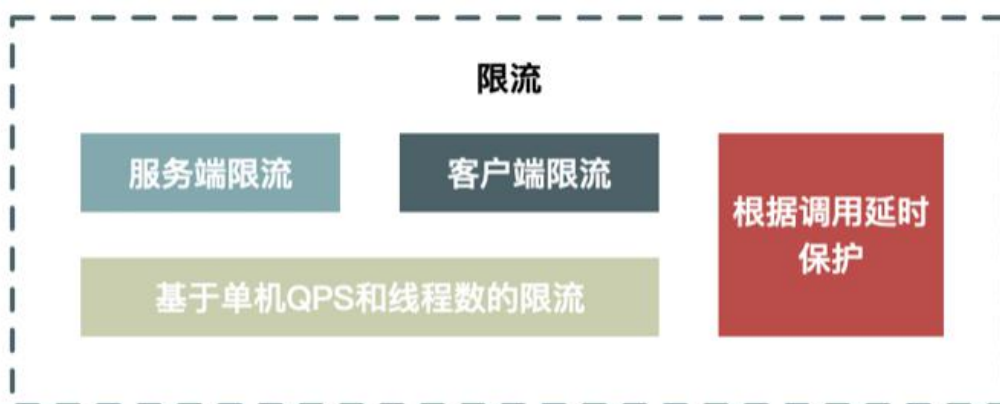 限流
服务端限流
客户端限流
根据调用延时
保护
基于单机QPS和线程数的限流